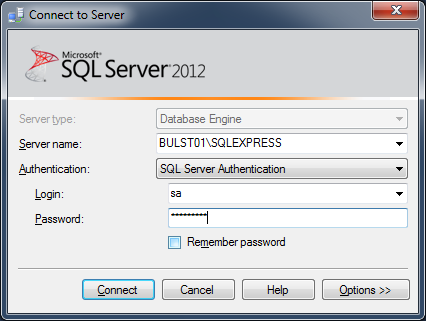 Connect to Server
Microsoft
SQL Server 2012
Server type: Database Engine
Server name: BULST01\SQLEXPRESS
Authentication: SQL Server Authentication
Login: sa
Password: *********
Remember password
Connect Cancel Help Options >>